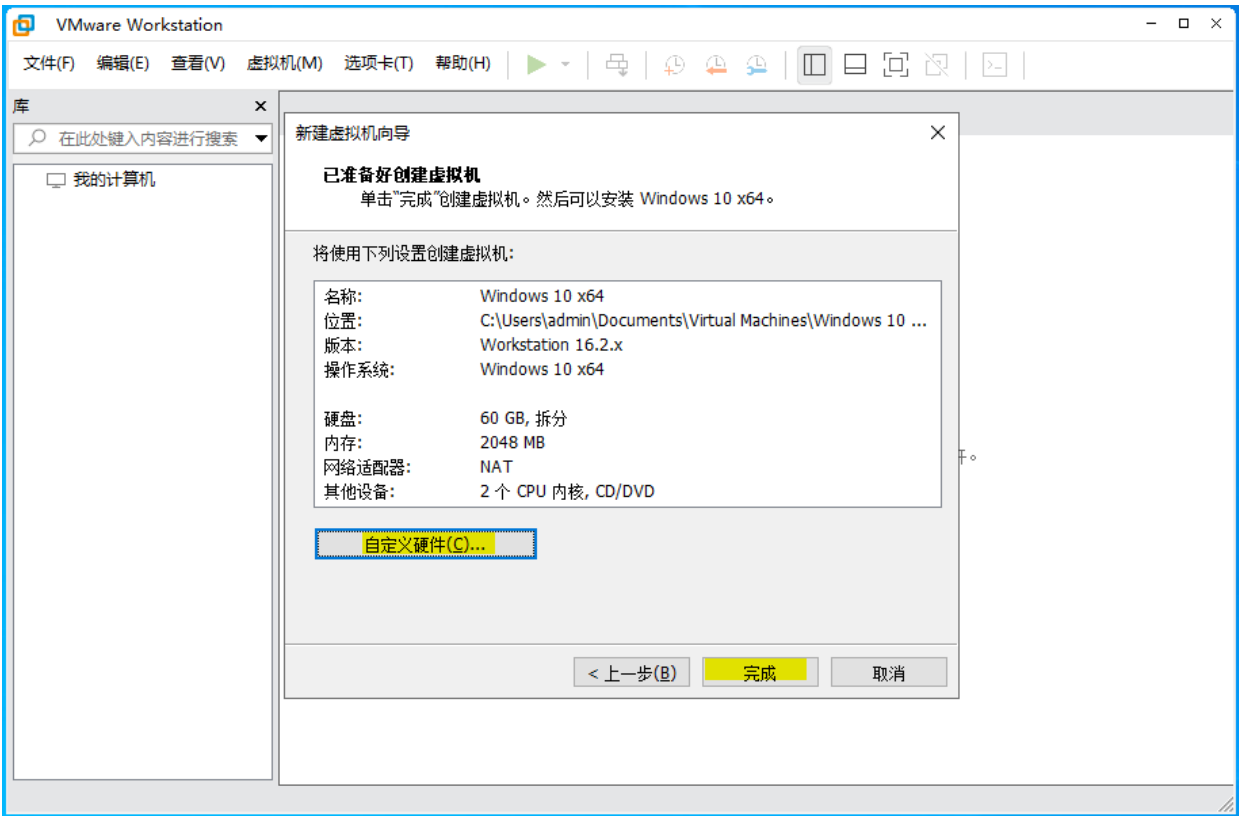 VMware Workstation
文件(F) 编辑(E) 查看(V) 虚拟机(M) 选项卡(T) 帮助(H)
库
在此处键入内容进行搜索
我的计算机
新建虚拟机向导
已准备好创建虚拟机
单击"完成"创建虚拟机。然后可以安装 Windows 10 x64。
将使用下列设置创建虚拟机:
名称: Windows 10 x64
位置: C:\Users\admin\Documents\Virtual Machines\Windows 10 ...
版本: Workstation 16.2.x
操作系统: Windows 10 x64
硬盘: 60 GB, 拆分
内存: 2048 MB
网络适配器: NAT
其他设备: 2 个 CPU 内核, CD/DVD
自定义硬件(C)...
< 上一步(B) 完成 取消